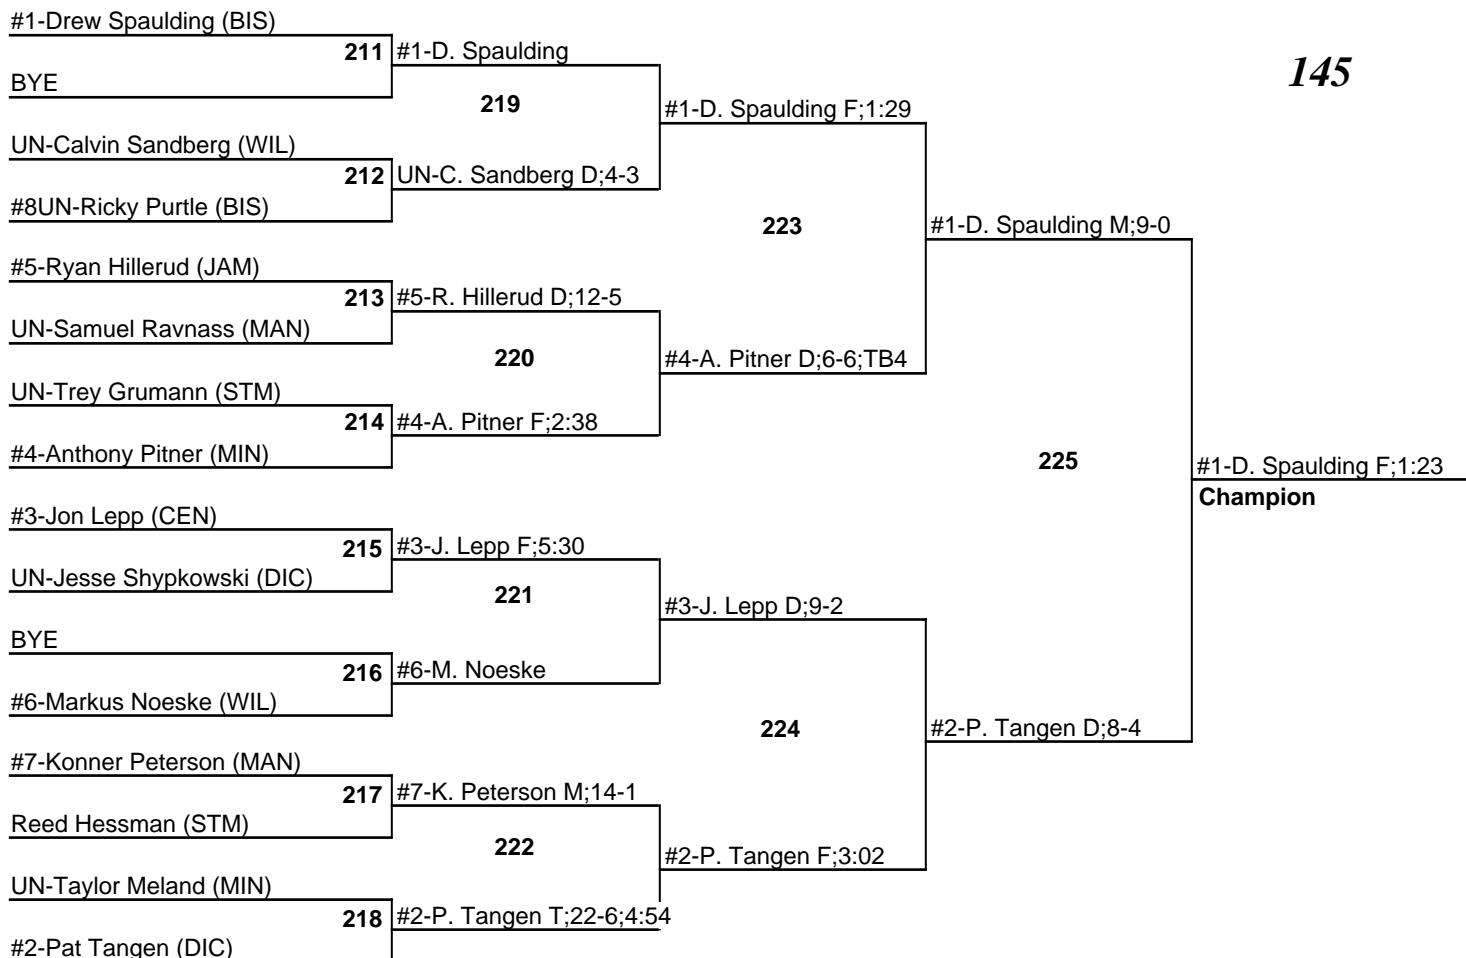 #1-Drew Spaulding (BIS)
211 #1-D. Spaulding
145
BYE
219
#1-D. Spaulding F;1:29
UN-Calvin Sandberg (WIL)
212 UN-C. Sandberg D;4-3
#8UN-Ricky Purtle (BIS)
223
#1-D. Spaulding M;9-0
#5-Ryan Hillerud (JAM)
213 #5-R. Hillerud D;12-5
UN-Samuel Ravnass (MAN)
220
#4-A. Pitner D;6-6;TB4
UN-Trey Grumann (STM)
214 #4-A. Pitner F;2:38
#4-Anthony Pitner (MIN)
225
#1-D. Spaulding F;1:23
Champion
#3-Jon Lepp (CEN)
215 #3-J. Lepp F;5:30
UN-Jesse Shypkowski (DIC)
221
#3-J. Lepp D;9-2
BYE
216 #6-M. Noeske
#6-Markus Noeske (WIL)
224
#2-P. Tangen D;8-4
#7-Konner Peterson (MAN)
217 #7-K. Peterson M;14-1
Reed Hessman (STM)
222
#2-P. Tangen F;3:02
UN-Taylor Meland (MIN)
218 #2-P. Tangen T;22-6;4:54
#2-Pat Tangen (DIC)